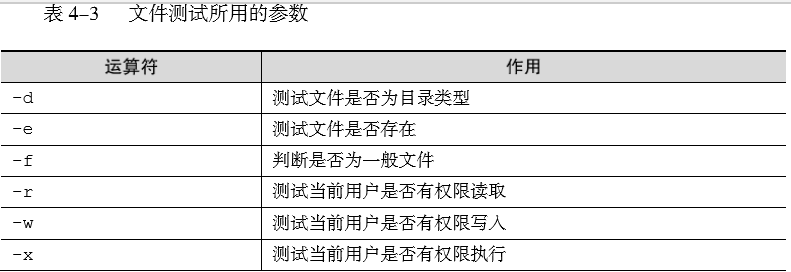 表 4–3 文件测试所用的参数
运算符 作用
-d 测试文件是否为目录类型
-e 测试文件是否存在
-f 判断是否为一般文件
-r 测试当前用户是否有权限读取
-w 测试当前用户是否有权限写入
-x 测试当前用户是否有权限执行